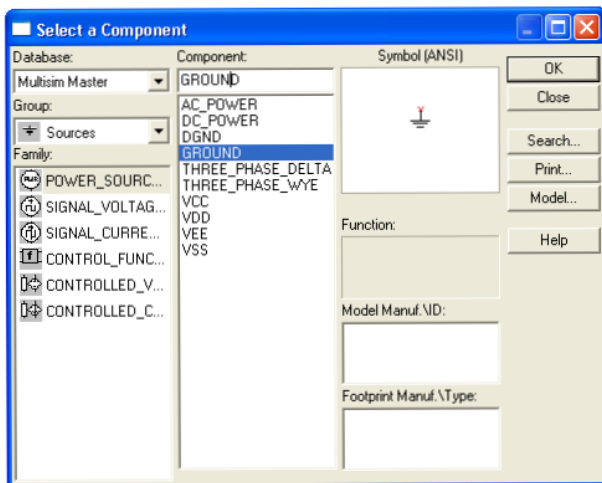 Select a Component
Database:
Multisim Master
Group:
Sources
Family:
POWER_SOURC...
SIGNAL_VOLTAG...
SIGNAL_CURRE...
CONTROL_FUNC...
CONTROLLED_V...
CONTROLLED_C...
Component:
GROUND
AC_POWER
DC_POWER
DGND
GROUND
THREE_PHASE_DELTA
THREE_PHASE_WYE
VCC
VDD
VEE
VSS
Symbol (ANSI)
Function:
Model Manuf.\ID:
Footprint Manuf.\Type:
OK
Close
Search...
Print...
Model...
Help